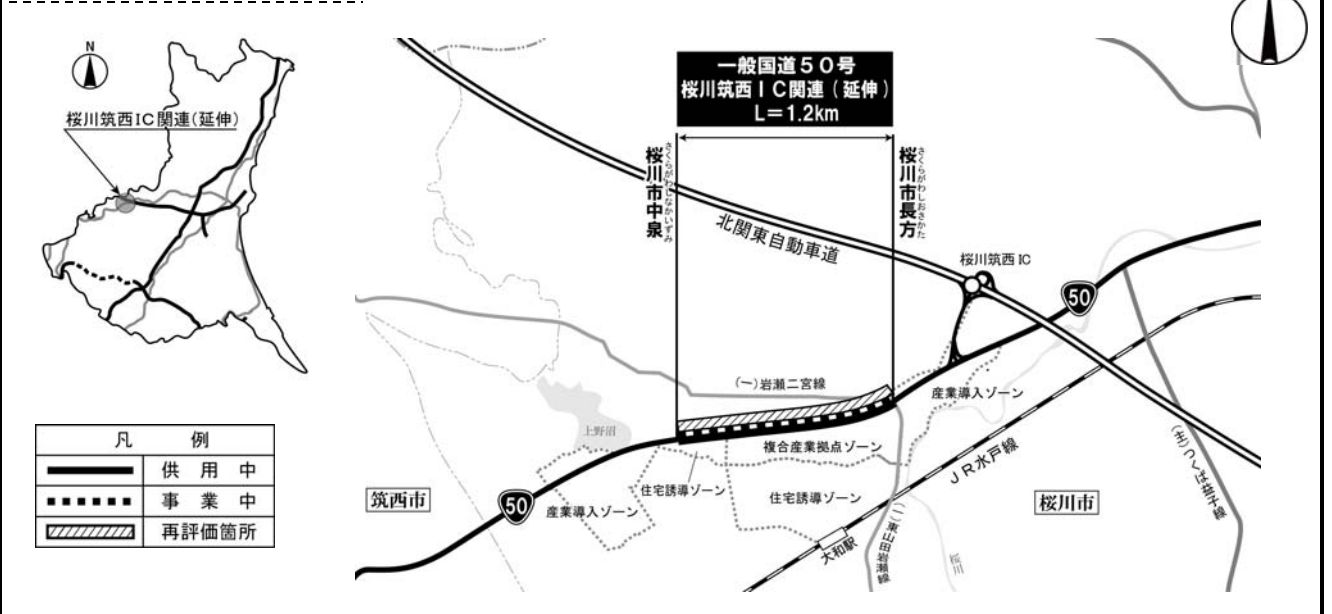 N
桜川筑西IC関連(延伸)
凡 例
供 用 中
事 業 中
再評価箇所
一般国道50号
桜川筑西IC関連(延伸)
L=1.2km
さくらがわしなかいずみ
桜川市中泉
さくらがわしおさかた
桜川市長方
北関東自動車道
桜川筑西IC
50
(一)岩瀬二宮線
産業導入ゾーン
上野沼
複合産業拠点ゾーン
住宅誘導ゾーン
住宅誘導ゾーン
JR水戸線
(主)つくば益子線
筑西市
50
産業導入ゾーン
桜川市
大和駅
(一)東山田岩瀬線
桜川